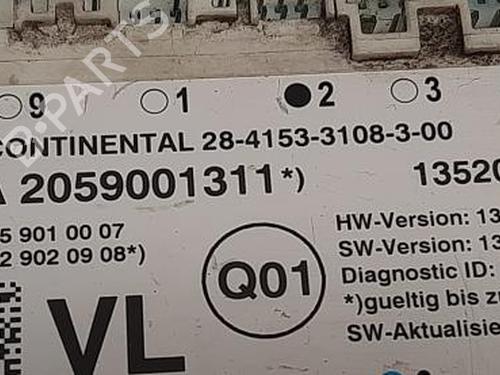 B-PARTS
9 1 2 3
CONTINENTAL 28-4153-3108-3-00
A 2059001311*) 13520
5 901 00 07
2 902 09 08*)
HW-Version: 13
SW-Version: 13
Diagnostic ID:
*)gueltig bis zu
SW-Aktualisie
Q01
VL